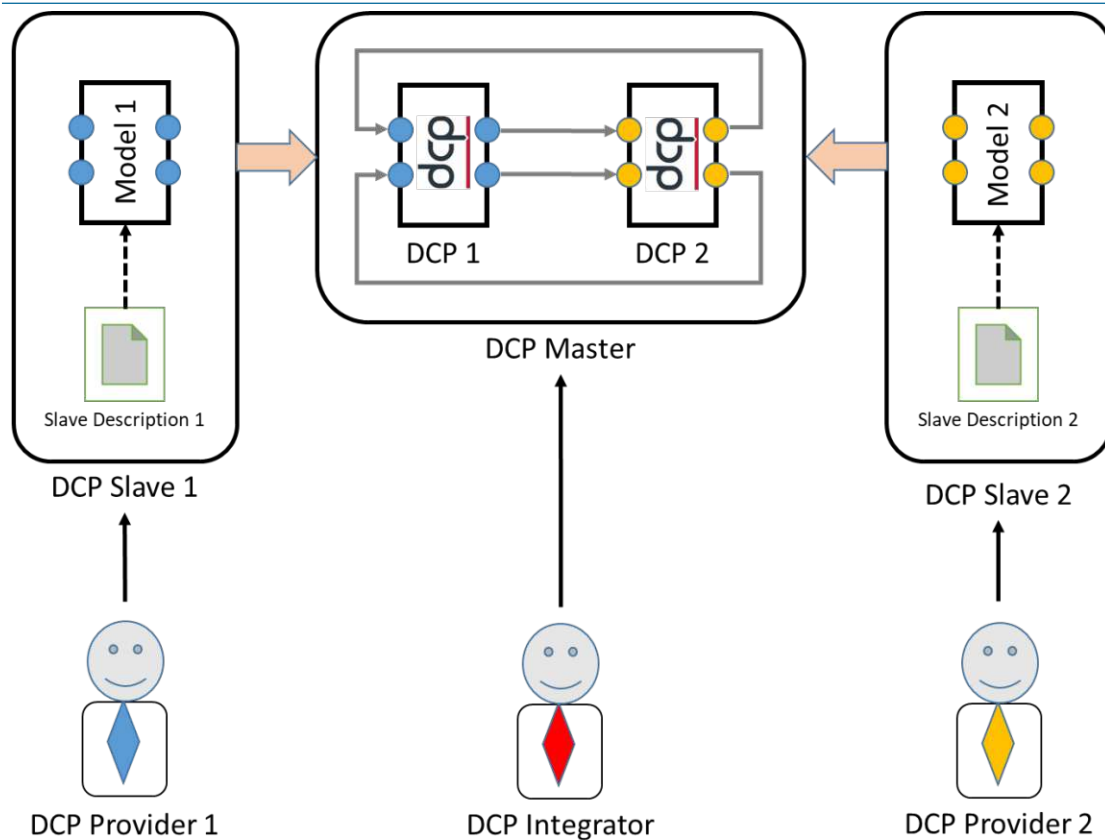 Model 1
Slave Description 1
DCP Slave 1
DCP Provider 1
dcp
DCP 1
dcp
DCP 2
DCP Master
DCP Integrator
Model 2
Slave Description 2
DCP Slave 2
DCP Provider 2